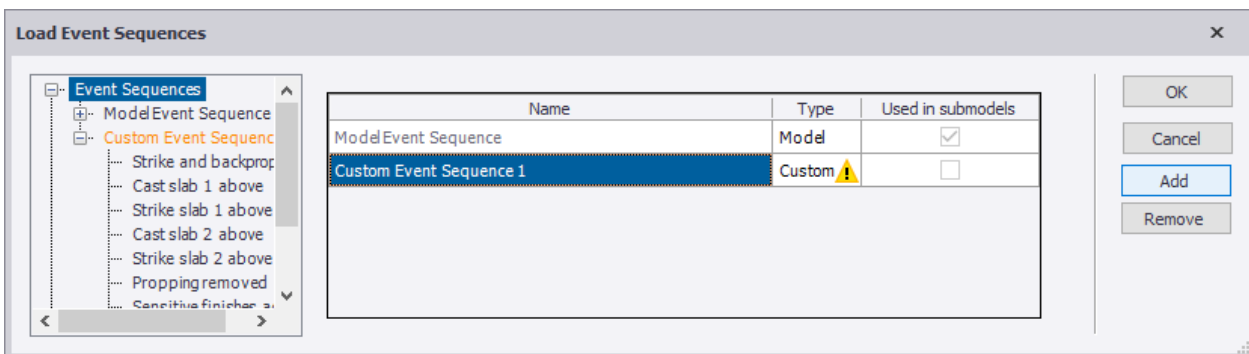 Load Event Sequences
Event Sequences
Model Event Sequence
Custom Event Sequenc
Strike and backprop
Cast slab 1 above
Strike slab 1 above
Cast slab 2 above
Strike slab 2 above
Propping removed
Sensitive finishes a
Name Type Used in submodels
Model Event Sequence Model
Custom Event Sequence 1 Custom
OK
Cancel
Add
Remove